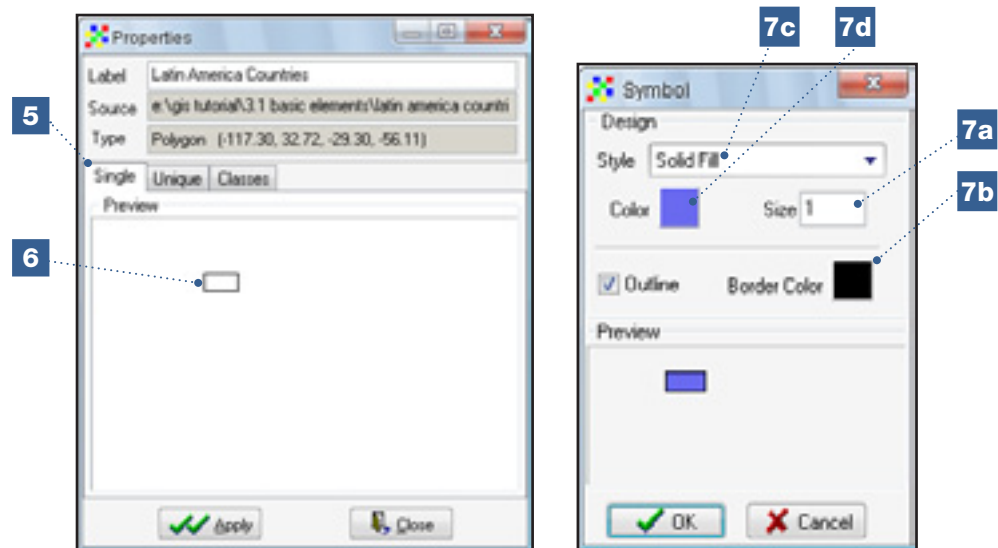 7c 7d
Properties
Label Latin America Countries
Source e:\gis tutorial\3.1 basic elements\latin america countri
Type Polygon (-117.30, 32.72, -29.30, -56.11)
5
Single Unique Classes
Preview
6
Apply Close
Symbol
Design
Style Solid Fill
7a
Color Size 1
7b
Outline Border Color
Preview
OK Cancel